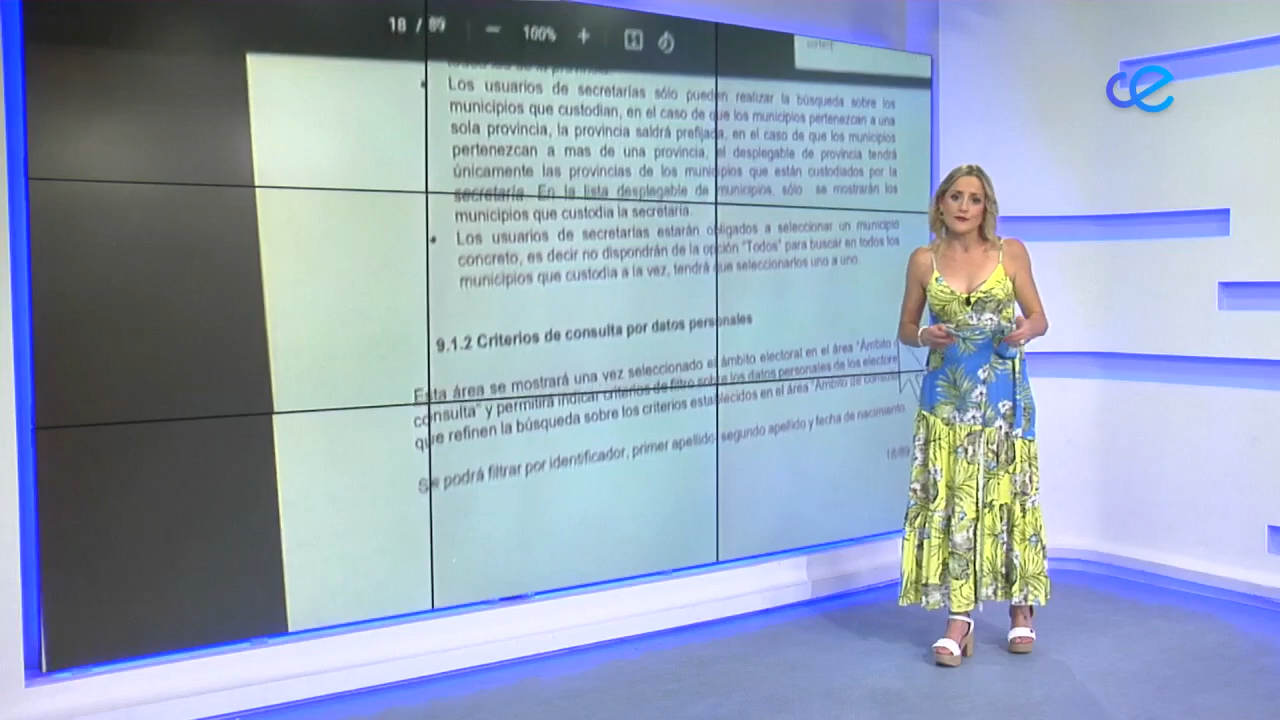 18 / 89 100%
Los usuarios de secretarías sólo pueden realizar la búsqueda sobre los
municipios que custodian, en el caso de que los municipios pertenezcan a una
sola provincia, la provincia saldrá prefijada, en el caso de que los municipios
pertenezcan a mas de una provincia, el desplegable de provincia tendrá
únicamente las provincias de los municipios que están custodiados por la
secretaría. En la lista desplegable de municipios, sólo se mostrarán los
municipios que custodia la secretaría.
Los usuarios de secretarías estarán obligados a seleccionar un municipio
concreto, es decir no dispondrán de la opción "Todos" para buscar en todos los
municipios que custodia a la vez, tendrá que seleccionarlos uno a uno.
9.1.2 Criterios de consulta por datos personales
Esta área se mostrará una vez seleccionado el ámbito electoral en el área "Ámbito
consulta" y permitirá indicar criterios de filtro sobre los datos personales de los electore
que refinen la búsqueda sobre los criterios establecidos en el área "Ámbito de consulta
Se podrá filtrar por identificador, primer apellido, segundo apellido y fecha de nacimiento.
18/89
ce